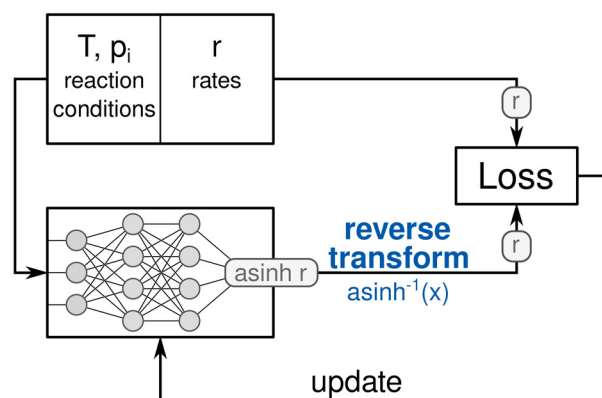 T, pᵢ
reaction
conditions
r
rates
r
Loss
reverse
transform
asinh⁻¹(x)
r
asinh r
update